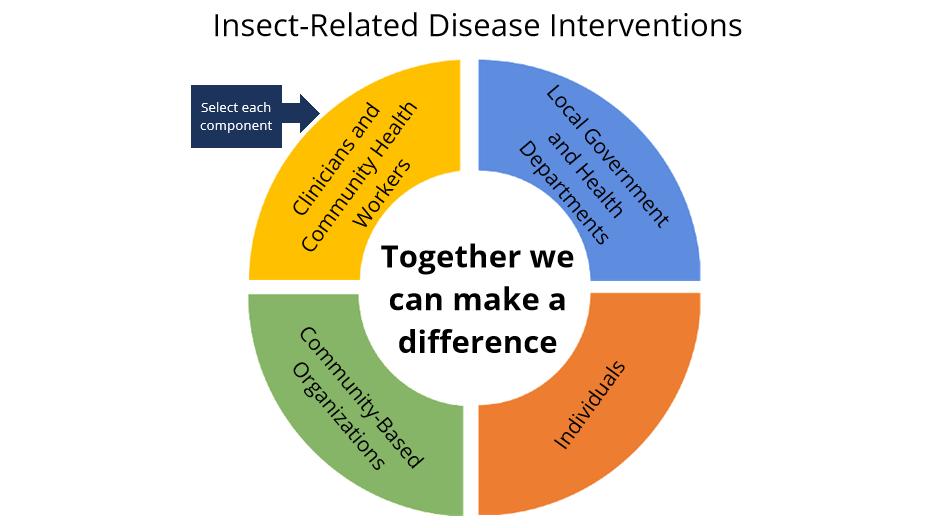 Insect-Related Disease Interventions
Select each
component
Clinicians and
Community Health
Workers
Local Government
and Health
Departments
Together we
can make a
difference
Community-Based
Organizations
Individuals